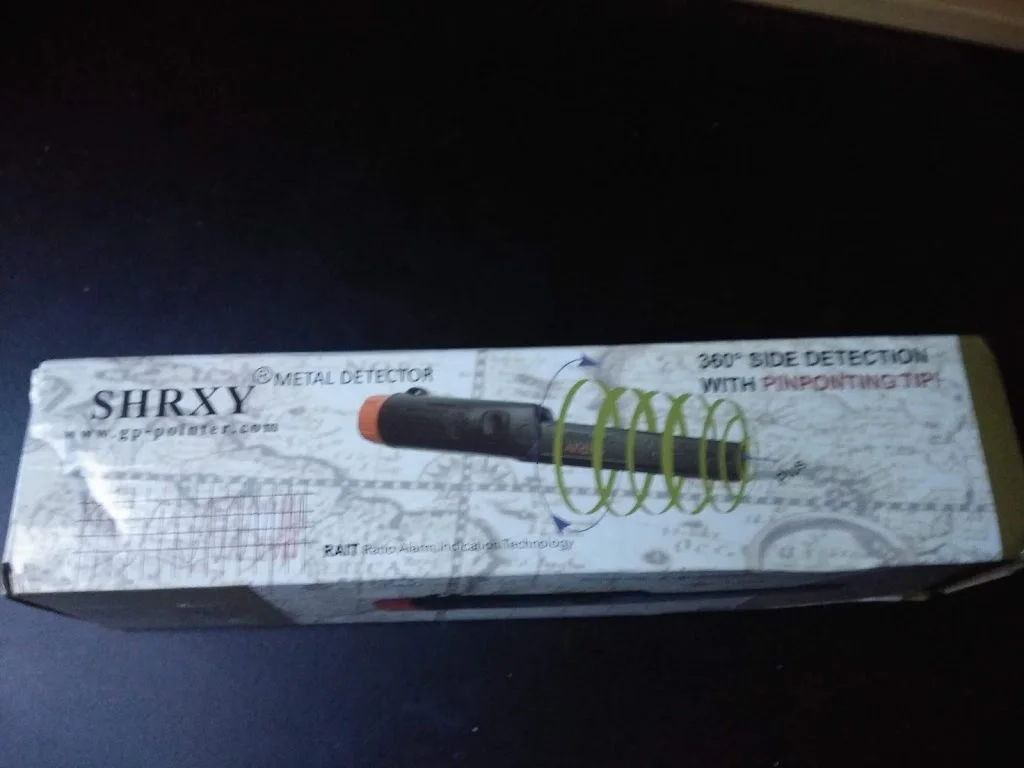 SHRXY
® METAL DETECTOR
www.gp-pointer.com
360° SIDE DETECTION
WITH PINPONTING TIP!
RAIT Ratio Alarm Indication Technology